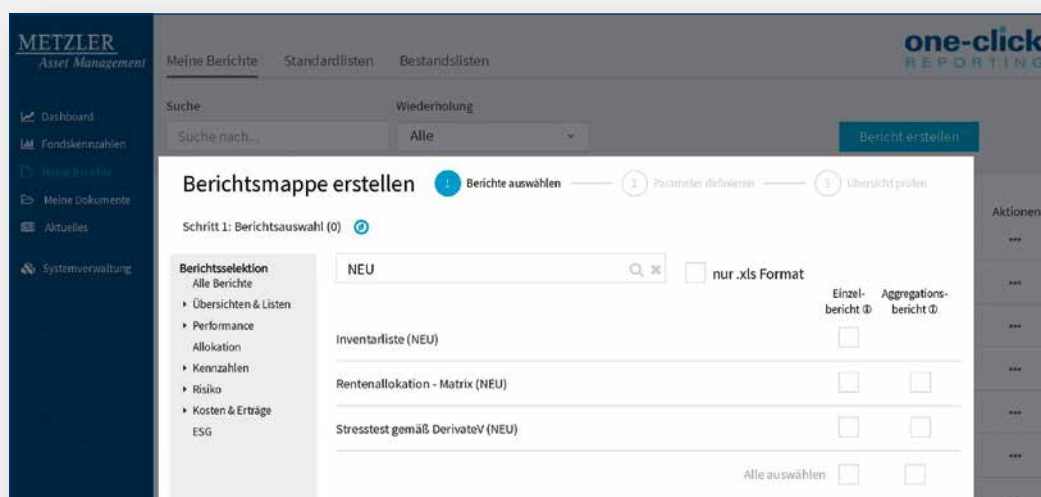 METZLER
Asset Management
one-click
REPORTING
Meine Berichte Standardlisten Bestandslisten
Suche Wiederholung
Suche nach... Alle Bericht erstellen
Dashboard
Fondskennzahlen
Meine Berichte
Meine Dokumente
Aktuelles
Systemverwaltung
Aktionen
Berichtsmappe erstellen 1 Berichte auswählen 2 Parameter definieren 3 Übersicht prüfen
Schritt 1: Berichtsauswahl (0)
Berichtsselektion
Alle Berichte
Übersichten & Listen
Performance
Allokation
Kennzahlen
Risiko
Kosten & Erträge
ESG
NEU nur .xls Format
Einzel- Aggregations-
bericht bericht
Inventarliste (NEU)
Rentenallokation - Matrix (NEU)
Stresstest gemäß DerivateV (NEU)
Alle auswählen